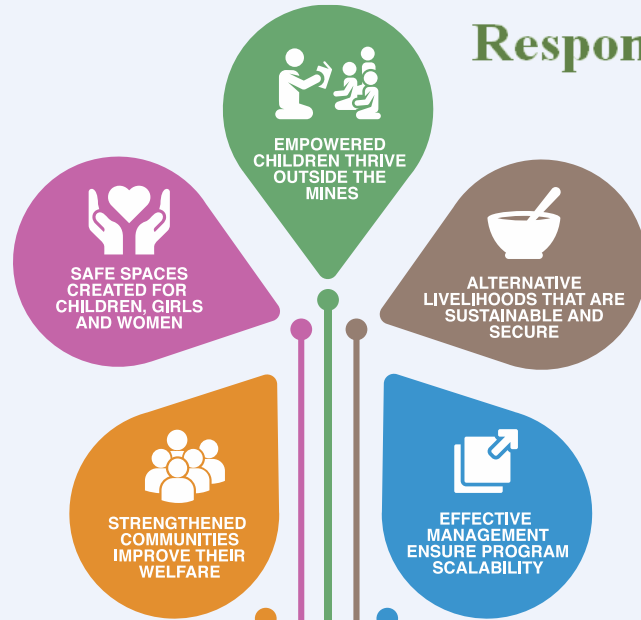 Respon
EMPOWERED
CHILDREN THRIVE
OUTSIDE THE
MINES
SAFE SPACES
CREATED FOR
CHILDREN, GIRLS
AND WOMEN
ALTERNATIVE
LIVELIHOODS THAT ARE
SUSTAINABLE AND
SECURE
STRENGTHENED
COMMUNITIES
IMPROVE THEIR
WELFARE
EFFECTIVE
MANAGEMENT
ENSURE PROGRAM
SCALABILITY